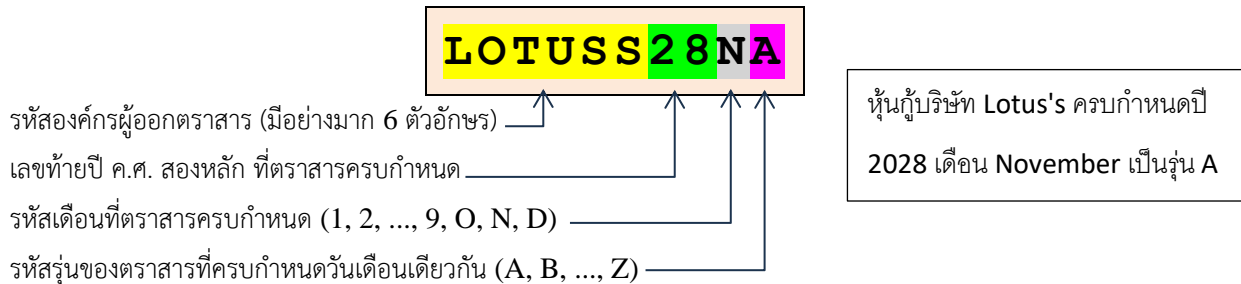 LOTUSS28NA
รหัสองค์กรผู้ออกตราสาร (มีอย่างมาก 6 ตัวอักษร)
เลขท้ายปี ค.ศ. สองหลัก ที่ตราสารครบกำหนด
รหัสเดือนที่ตราสารครบกำหนด (1, 2, ..., 9, O, N, D)
รหัสรุ่นของตราสารที่ครบกำหนดวันเดือนเดียวกัน (A, B, ..., Z)
หุ้นกู้บริษัท Lotus's ครบกำหนดปี
2028 เดือน November เป็นรุ่น A